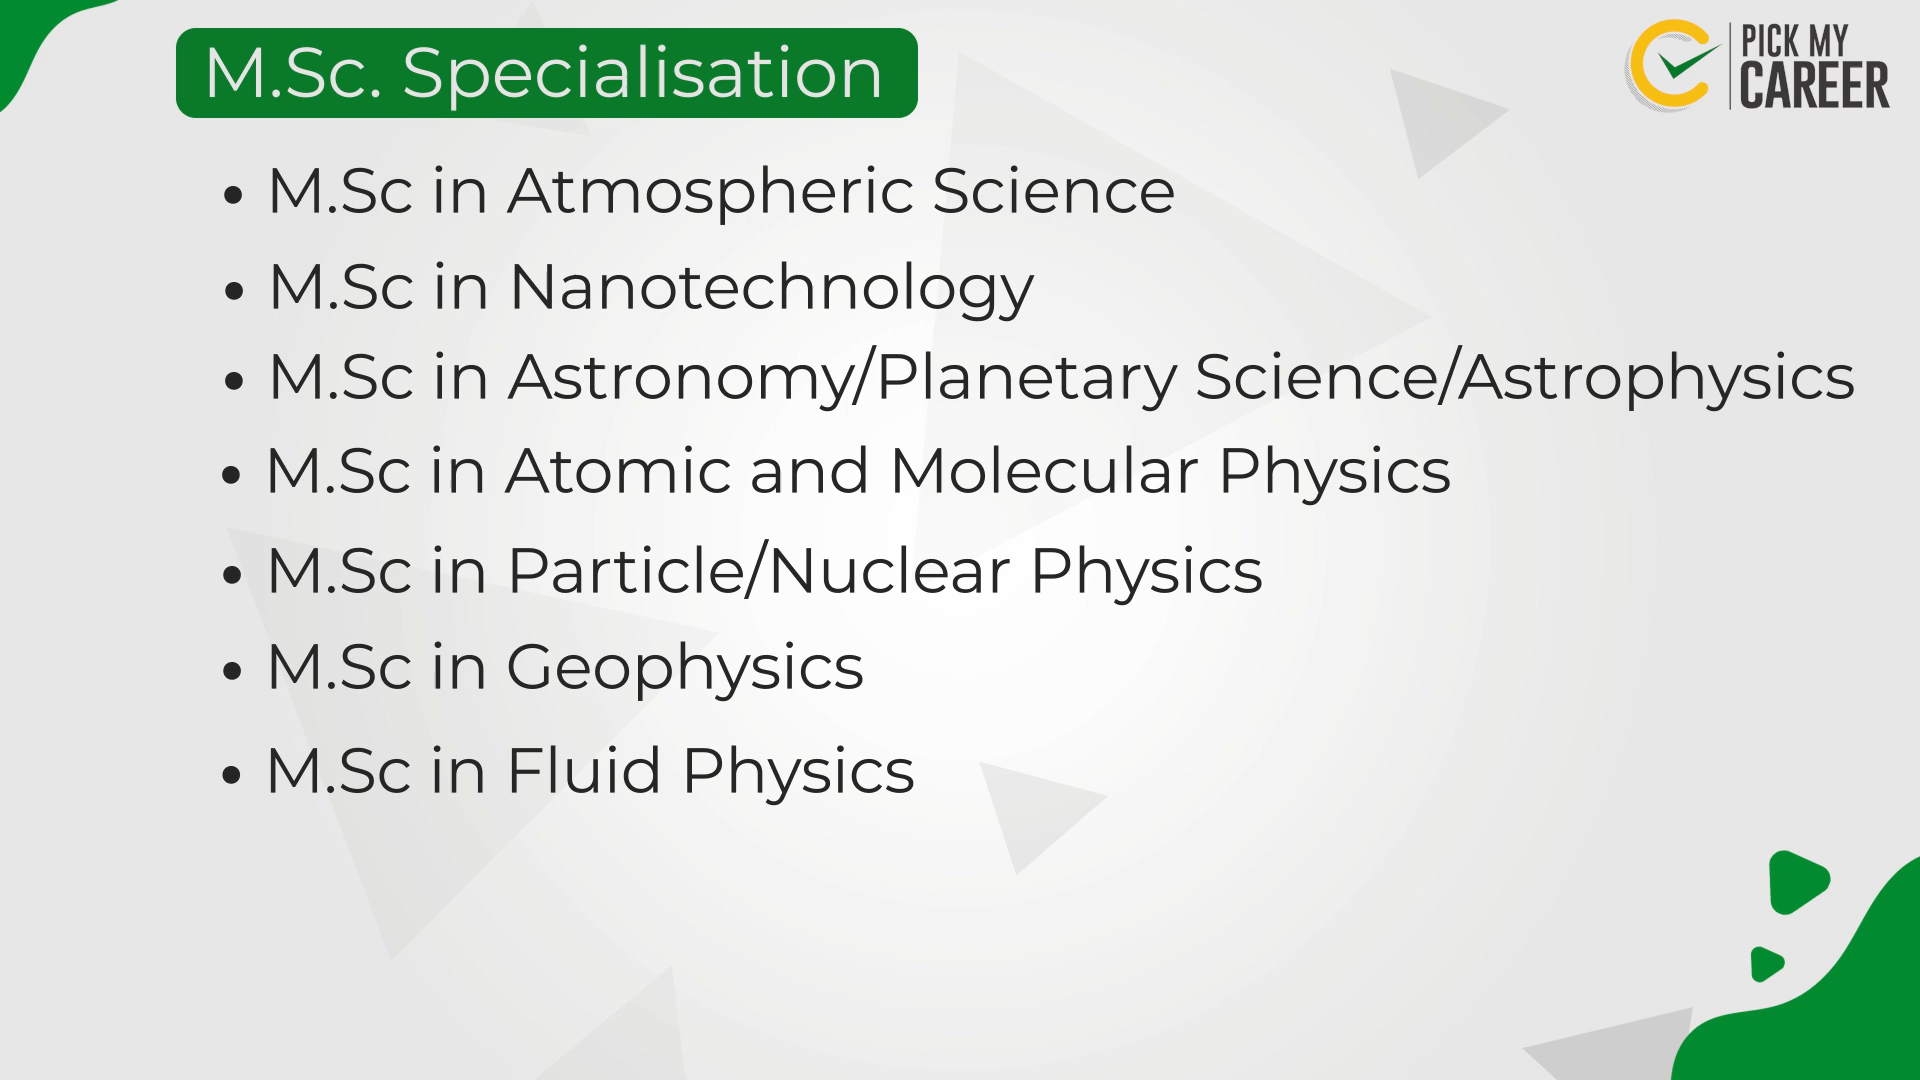 M.Sc. Specialisation
PICK MY
CAREER
• M.Sc in Atmospheric Science
• M.Sc in Nanotechnology
• M.Sc in Astronomy/Planetary Science/Astrophysics
• M.Sc in Atomic and Molecular Physics
• M.Sc in Particle/Nuclear Physics
• M.Sc in Geophysics
• M.Sc in Fluid Physics